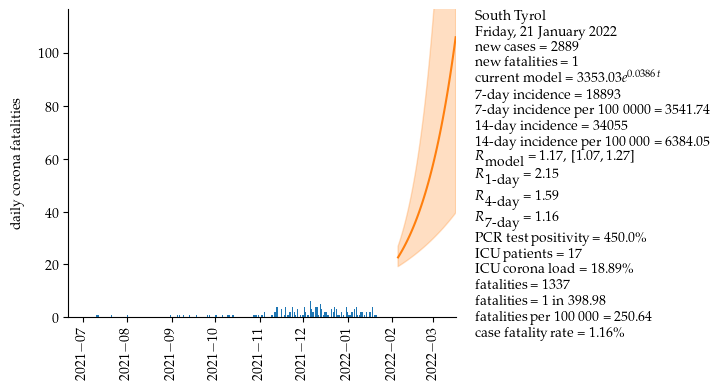 South Tyrol
Friday, 21 January 2022
new cases = 2889
new fatalities = 1
current model = 3353.03e^0.0386 t
7-day incidence = 18893
7-day incidence per 100 0000 = 3541.74
14-day incidence = 34055
14-day incidence per 100 000 = 6384.05
R_model = 1.17, [1.07, 1.27]
R_1-day = 2.15
R_4-day = 1.59
R_7-day = 1.16
PCR test positivity = 450.0%
ICU patients = 17
ICU corona load = 18.89%
fatalities = 1337
fatalities = 1 in 398.98
fatalities per 100 000 = 250.64
case fatality rate = 1.16%
daily corona fatalities
100
80
60
40
20
0
2021−07
2021−08
2021−09
2021−10
2021−11
2021−12
2022−01
2022−02
2022−03